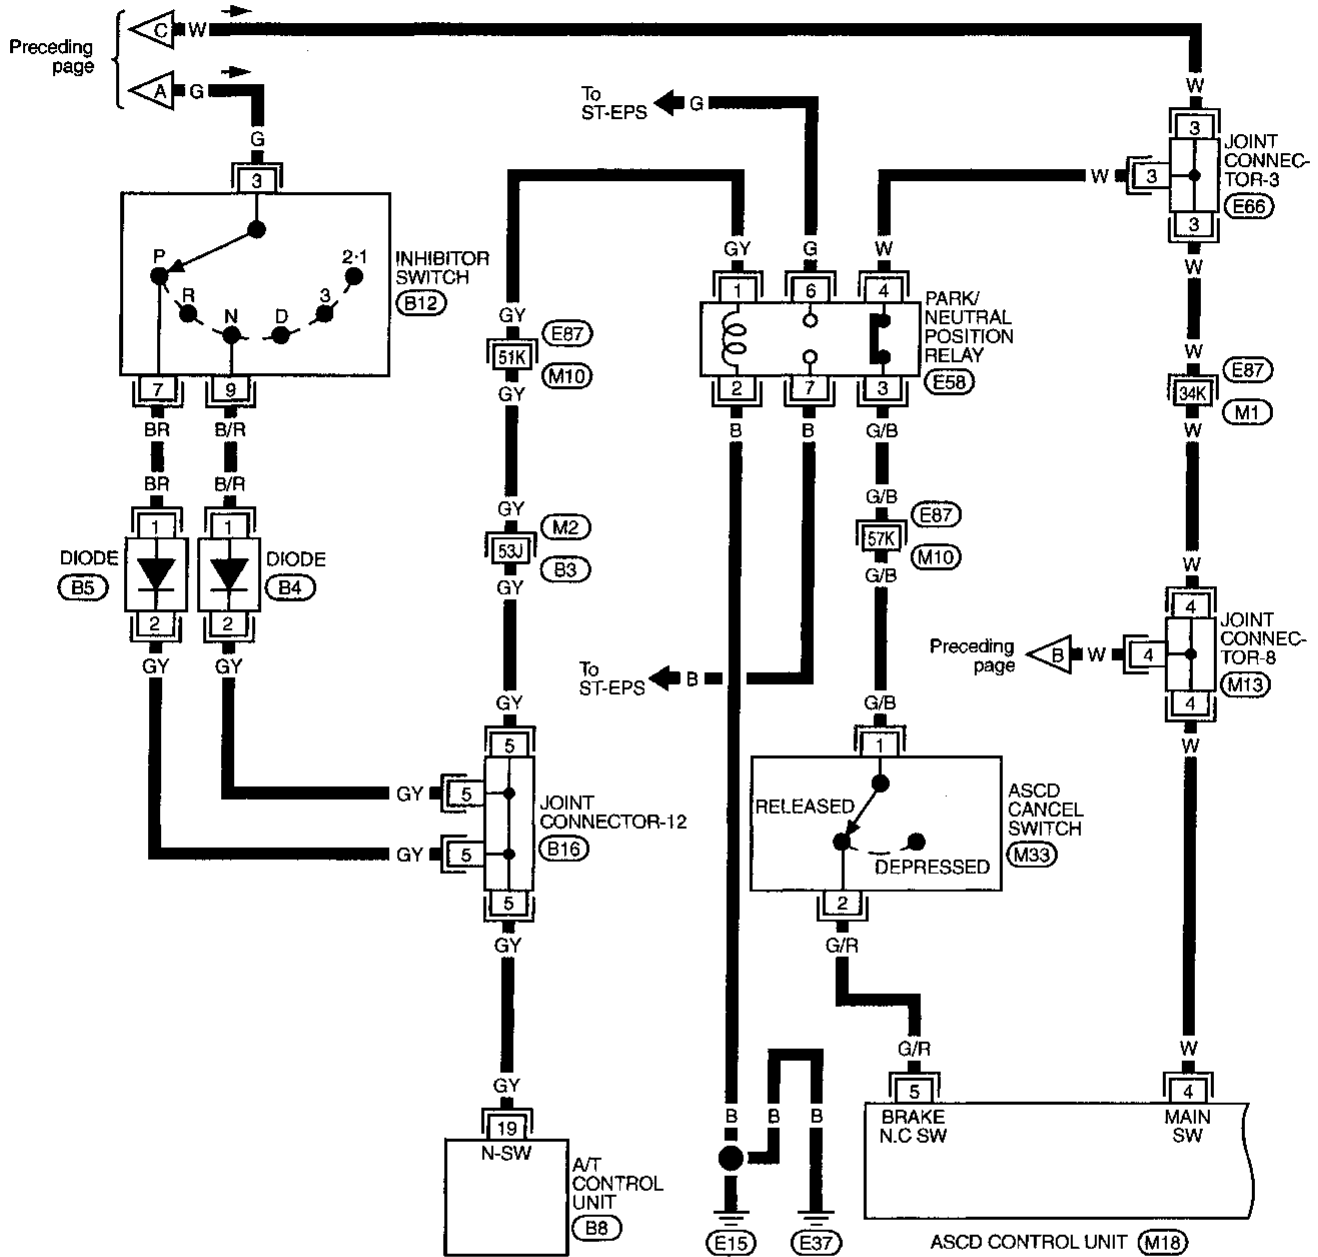 Preceding
page
C W
A G
G
3
INHIBITOR
SWITCH
B12
P
R
N
D
3
2·1
7
9
BR
B/R
BR
B/R
1
1
DIODE
B5
DIODE
B4
2
2
GY
GY
GY
5
GY
5
To
ST-EPS
G
GY
51K
E87
M10
GY
GY
53J
M2
B3
GY
GY
5
JOINT
CONNECTOR-12
B16
5
GY
GY
19
N-SW
A/T
CONTROL
UNIT
B8
GY
G
W
1
6
4
PARK/
NEUTRAL
POSITION
RELAY
E58
2
7
3
B
B
G/B
G/B
57K
E87
M10
G/B
To
ST-EPS
B
G/B
1
RELEASED
DEPRESSED
ASCD
CANCEL
SWITCH
M33
2
G/R
G/R
5
BRAKE
N.C SW
B
B
B
E15
E37
W
3
W
3
JOINT
CONNEC-
TOR-3
E66
3
W
W
34K
E87
M1
W
W
4
Preceding
page
B W
4
JOINT
CONNEC-
TOR-8
M13
4
W
W
4
MAIN
SW
ASCD CONTROL UNIT M18